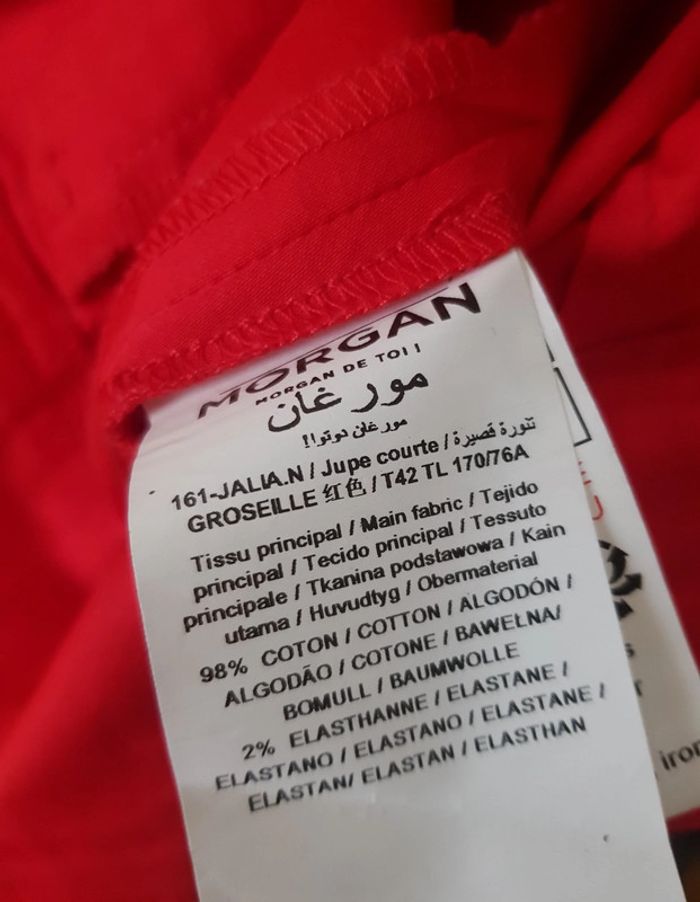 MORGAN
MORGAN DE TOI !
مورغان
مورغان دوتوا!
161-JALIA.N / Jupe courte / تنورة قصيرة
GROSEILLE 红色 / T42 TL 170/76A
Tissu principal / Main fabric / Tejido
principal / Tecido principal / Tessuto
principale / Tkanina podstawowa / Kain
utama / Huvudtyg / Obermaterial
98% COTON / COTTON / ALGODÓN /
ALGODÃO / COTONE / BAWEŁNA/
BOMULL / BAUMWOLLE
2% ELASTHANNE / ELASTANE /
ELASTANO / ELASTANO / ELASTANE /
ELASTAN/ ELASTAN / ELASTHAN
iron